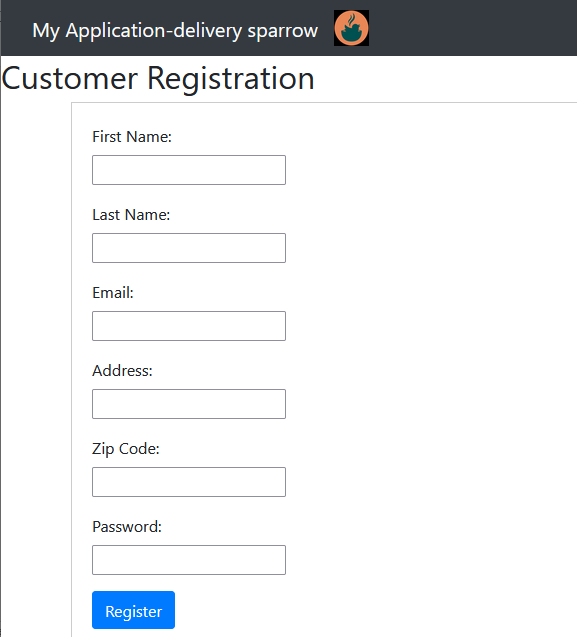 My Application-delivery sparrow
Customer Registration
First Name:
Last Name:
Email:
Address:
Zip Code:
Password:
Register